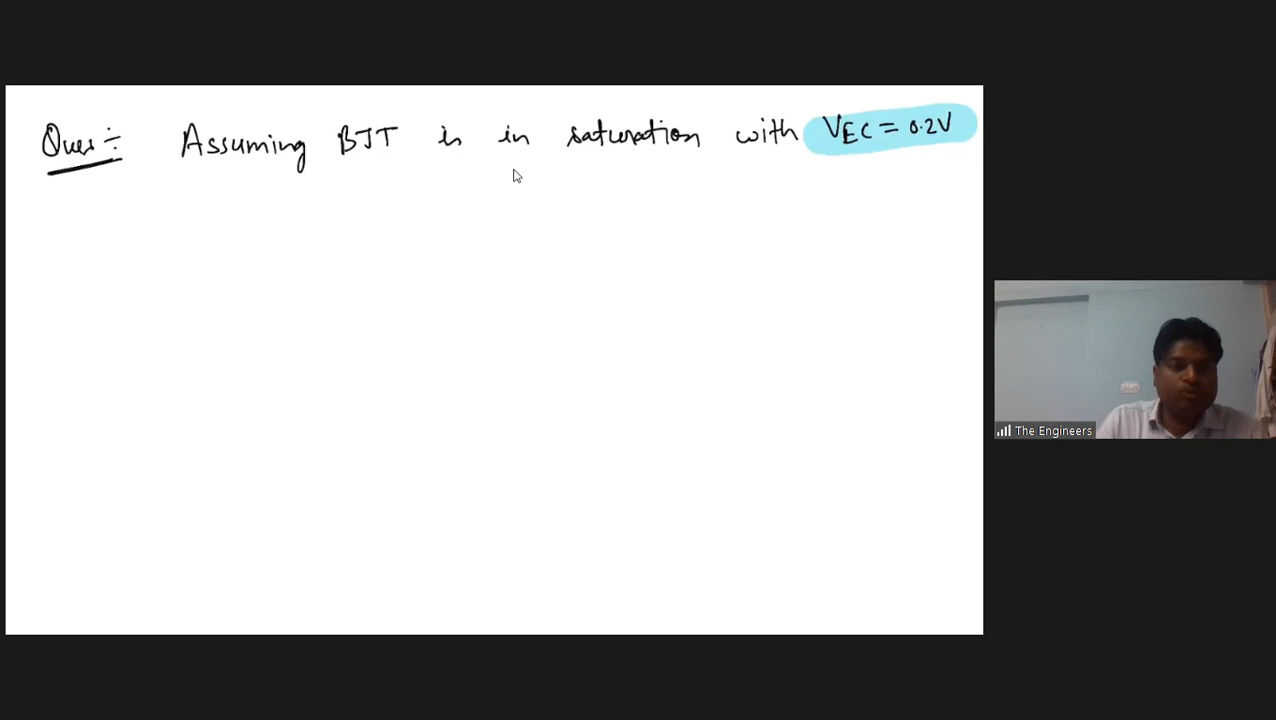 Ques ÷ Assuming BJT is in saturation with VEC = 0.2V
The Engineers